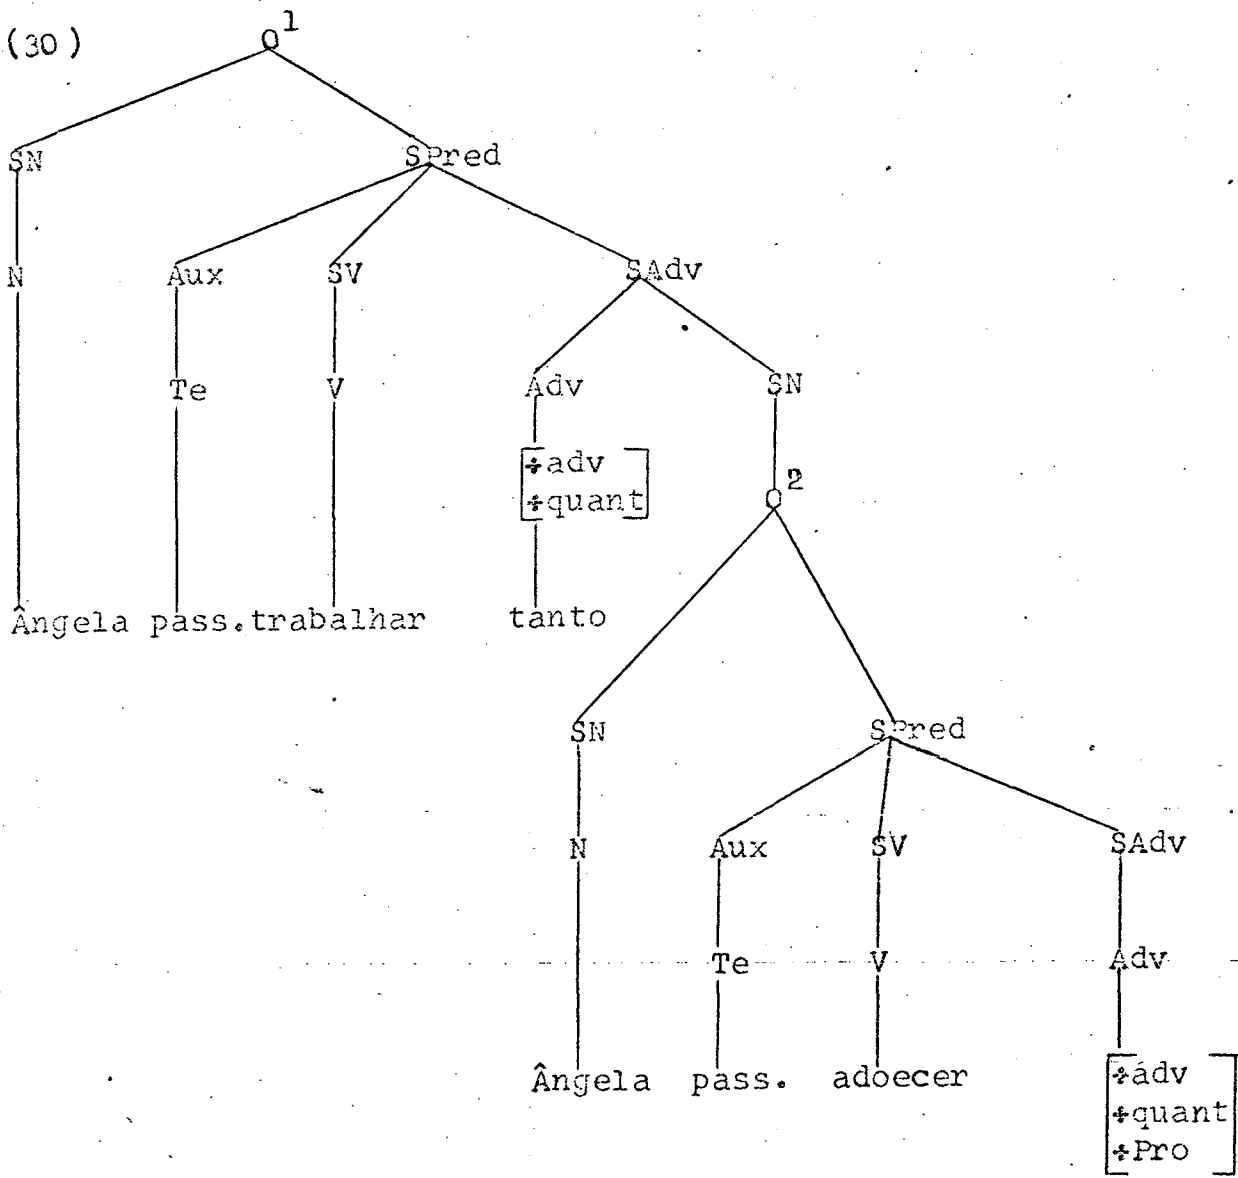 (30) O1
SN SPred
N Aux SV SAdv
Te V Adv SN
+adv
+quant
O2
Ângela pass. trabalhar tanto
SN SPred
N Aux SV SAdv
Te V Adv
Ângela pass. adoecer
+adv
+quant
+Pro